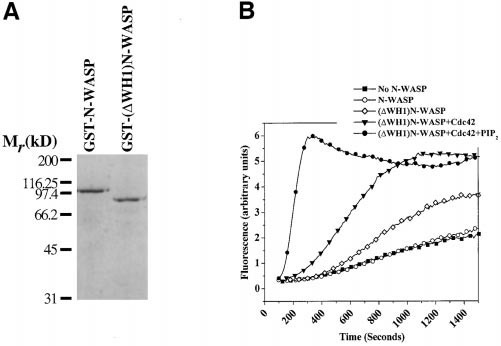 A
GST-N-WASP
GST-(ΔWH1)N-WASP
Mr.(kD)
200
116.25
97.4
66.2
45
31
B
No N-WASP
N-WASP
(ΔWH1)N-WASP
(ΔWH1)N-WASP+Cdc42
(ΔWH1)N-WASP+Cdc42+PIP2
Fluorescence (arbitrary units)
6
5
4
3
2
1
0
200 400 600 800 1000 1200 1400
Time (Seconds)